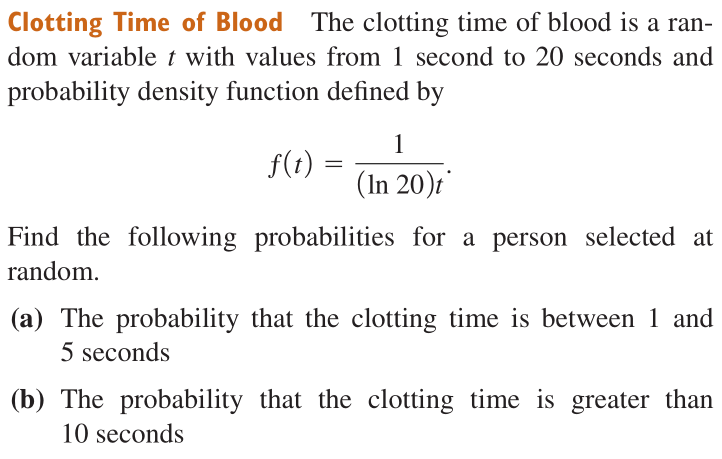 Clotting Time of Blood The clotting time of blood is a ran-
dom variable t with values from 1 second to 20 seconds and
probability density function defined by
f(t) = 1 / (ln 20)t.
Find the following probabilities for a person selected at
random.
(a) The probability that the clotting time is between 1 and
5 seconds
(b) The probability that the clotting time is greater than
10 seconds